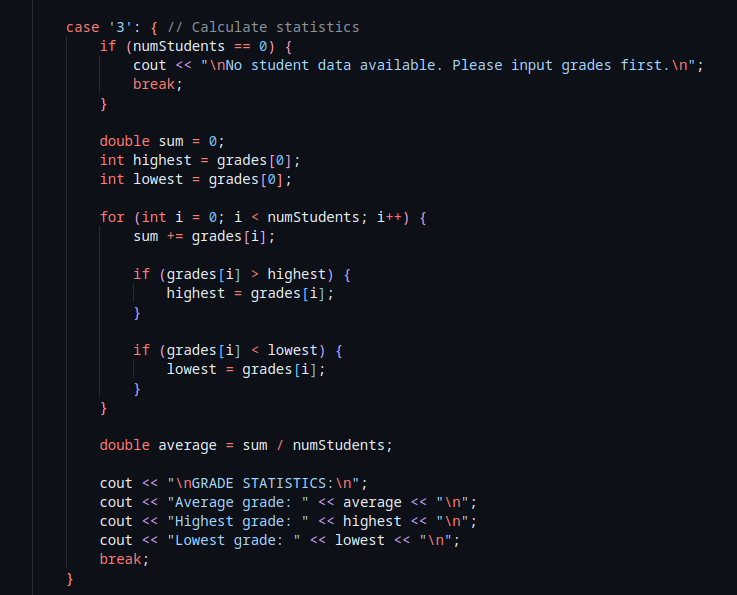 case '3': { // Calculate statistics
if (numStudents == 0) {
cout << "\nNo student data available. Please input grades first.\n";
break;
}
double sum = 0;
int highest = grades[0];
int lowest = grades[0];
for (int i = 0; i < numStudents; i++) {
sum += grades[i];
if (grades[i] > highest) {
highest = grades[i];
}
if (grades[i] < lowest) {
lowest = grades[i];
}
}
double average = sum / numStudents;
cout << "\nGRADE STATISTICS:\n";
cout << "Average grade: " << average << "\n";
cout << "Highest grade: " << highest << "\n";
cout << "Lowest grade: " << lowest << "\n";
break;
}